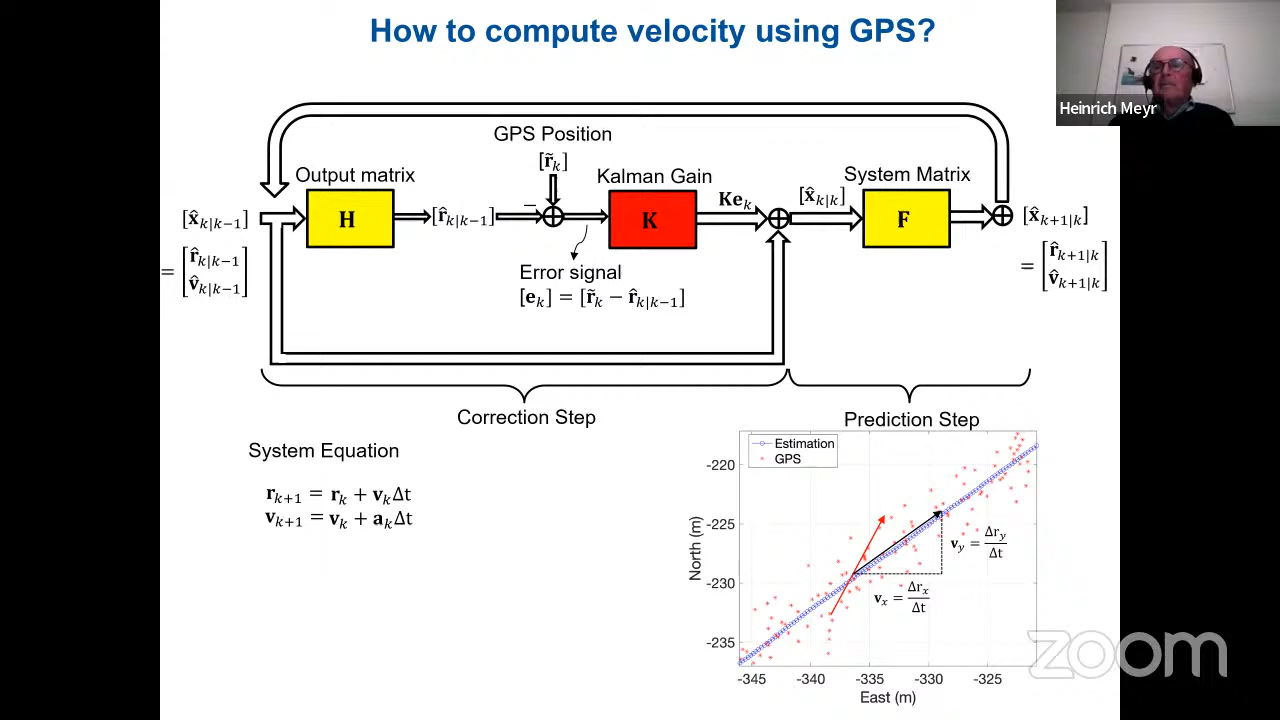 How to compute velocity using GPS?
Heinrich Meyr
GPS Position
[r̃ₖ]
Output matrix
Kalman Gain
System Matrix
[x̂ₖ|ₖ₋₁]
H
[r̂ₖ|ₖ₋₁]
−
K
Keₖ
[x̂ₖ|ₖ]
F
[x̂ₖ₊₁|ₖ]
= [r̂ₖ|ₖ₋₁
v̂ₖ|ₖ₋₁]
= [r̂ₖ₊₁|ₖ
v̂ₖ₊₁|ₖ]
Error signal
[eₖ] = [r̃ₖ − r̂ₖ|ₖ₋₁]
Correction Step
Prediction Step
System Equation
rₖ₊₁ = rₖ + vₖΔt
vₖ₊₁ = vₖ + aₖΔt
Estimation
GPS
-220
-225
-230
-235
North (m)
v_y = Δr_y/Δt
vₓ = Δrₓ/Δt
-345 -340 -335 -330 -325
East (m)
zoom